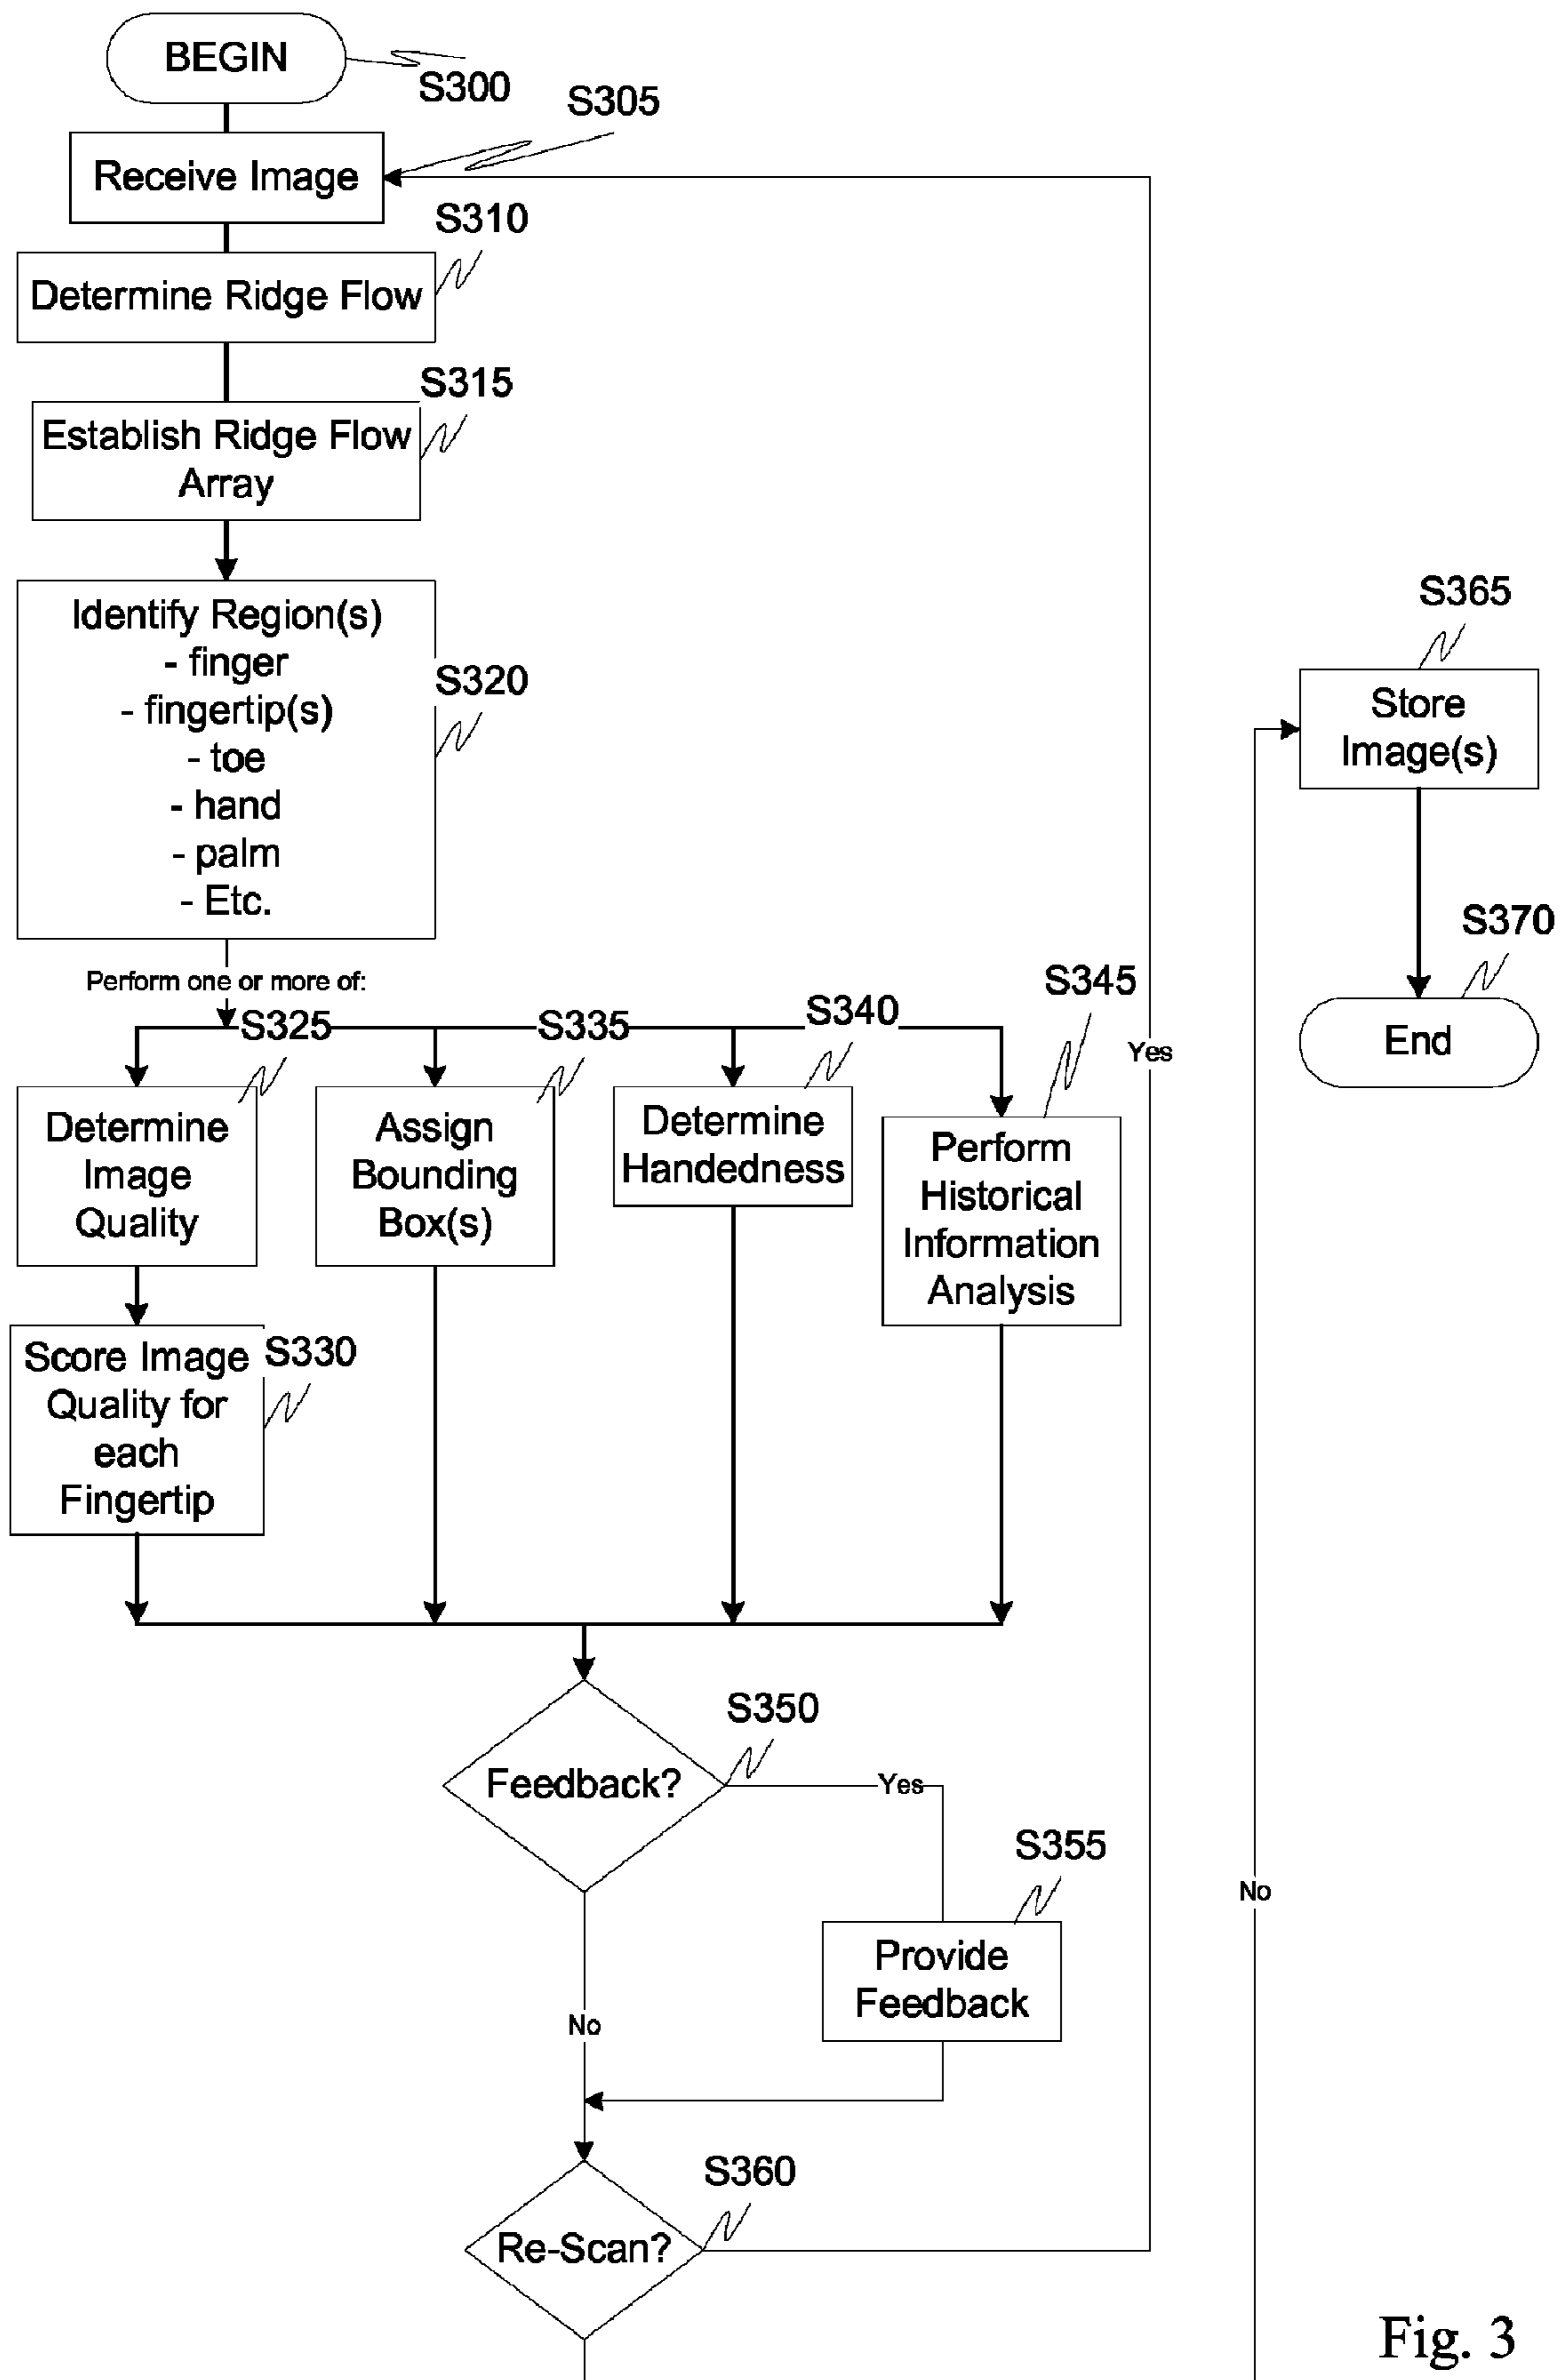 BEGIN
S300
S305
Receive Image
S310
Determine Ridge Flow
S315
Establish Ridge Flow
Array
Identify Region(s)
- finger
- fingertip(s)
- toe
- hand
- palm
- Etc.
S320
Perform one or more of:
S325
S335
S340
S345
Determine
Image
Quality
Assign
Bounding
Box(s)
Determine
Handedness
Perform
Historical
Information
Analysis
Score Image
Quality for
each
Fingertip
S330
Feedback?
S350
Yes
S355
Provide
Feedback
No
Re-Scan?
S360
Yes
No
S365
Store
Image(s)
S370
End
Fig. 3